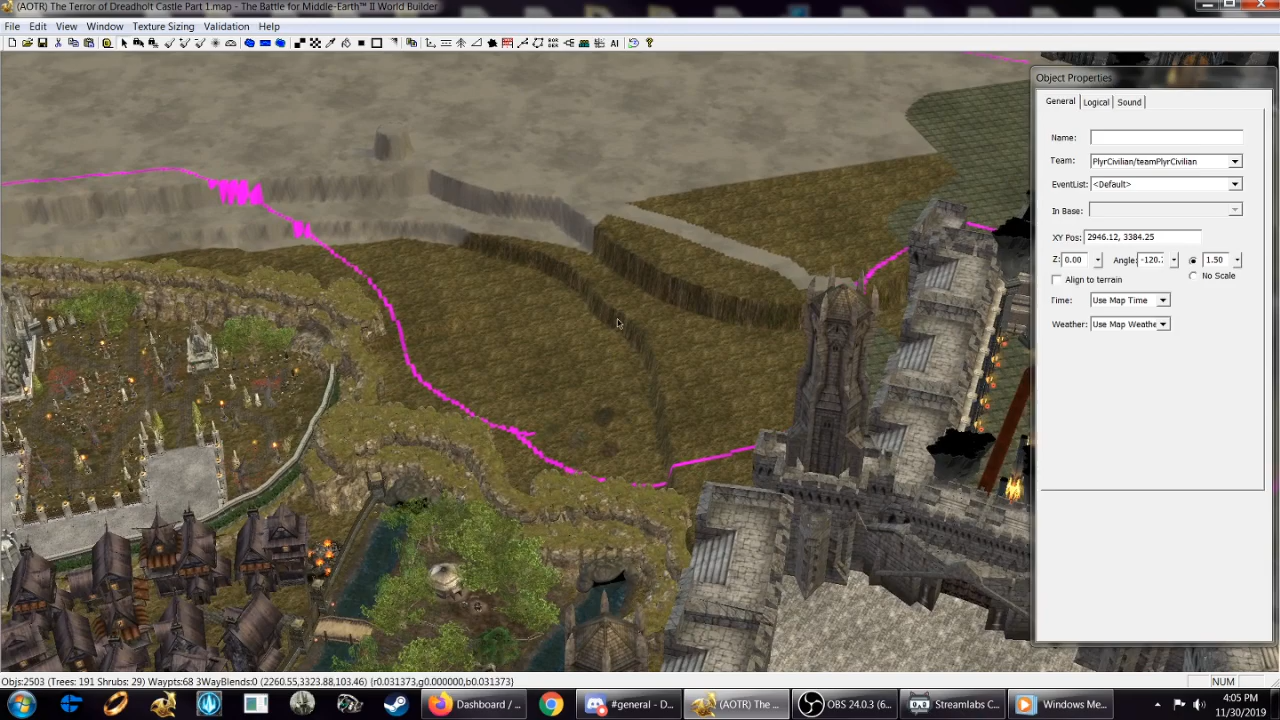 (AOTR) The Terror of Dreadholt Castle Part 1.map - The Battle for Middle-Earth™ II World Builder
File Edit View Window Texture Sizing Validation Help
AI
Object Properties
General Logical Sound
Name:
Team: PlyrCivilian/teamPlyrCivilian
EventList: <Default>
In Base:
XY Pos: 2946.12, 3384.25
Z: 0.00 Angle: -120. 1.50
Align to terrain No Scale
Time: Use Map Time
Weather: Use Map Weathe
Objs:2503 (Trees: 191 Shrubs: 29) Waypts:68 3WayBlends:0 (2260.55,3323.88,103.46) {r0.031373,g0.000000,b0.031373} NUM
Dashboard / ... #general - D... (AOTR) The ... OBS 24.0.3 (6... Streamlabs C... Windows Me...
4:05 PM
11/30/2019